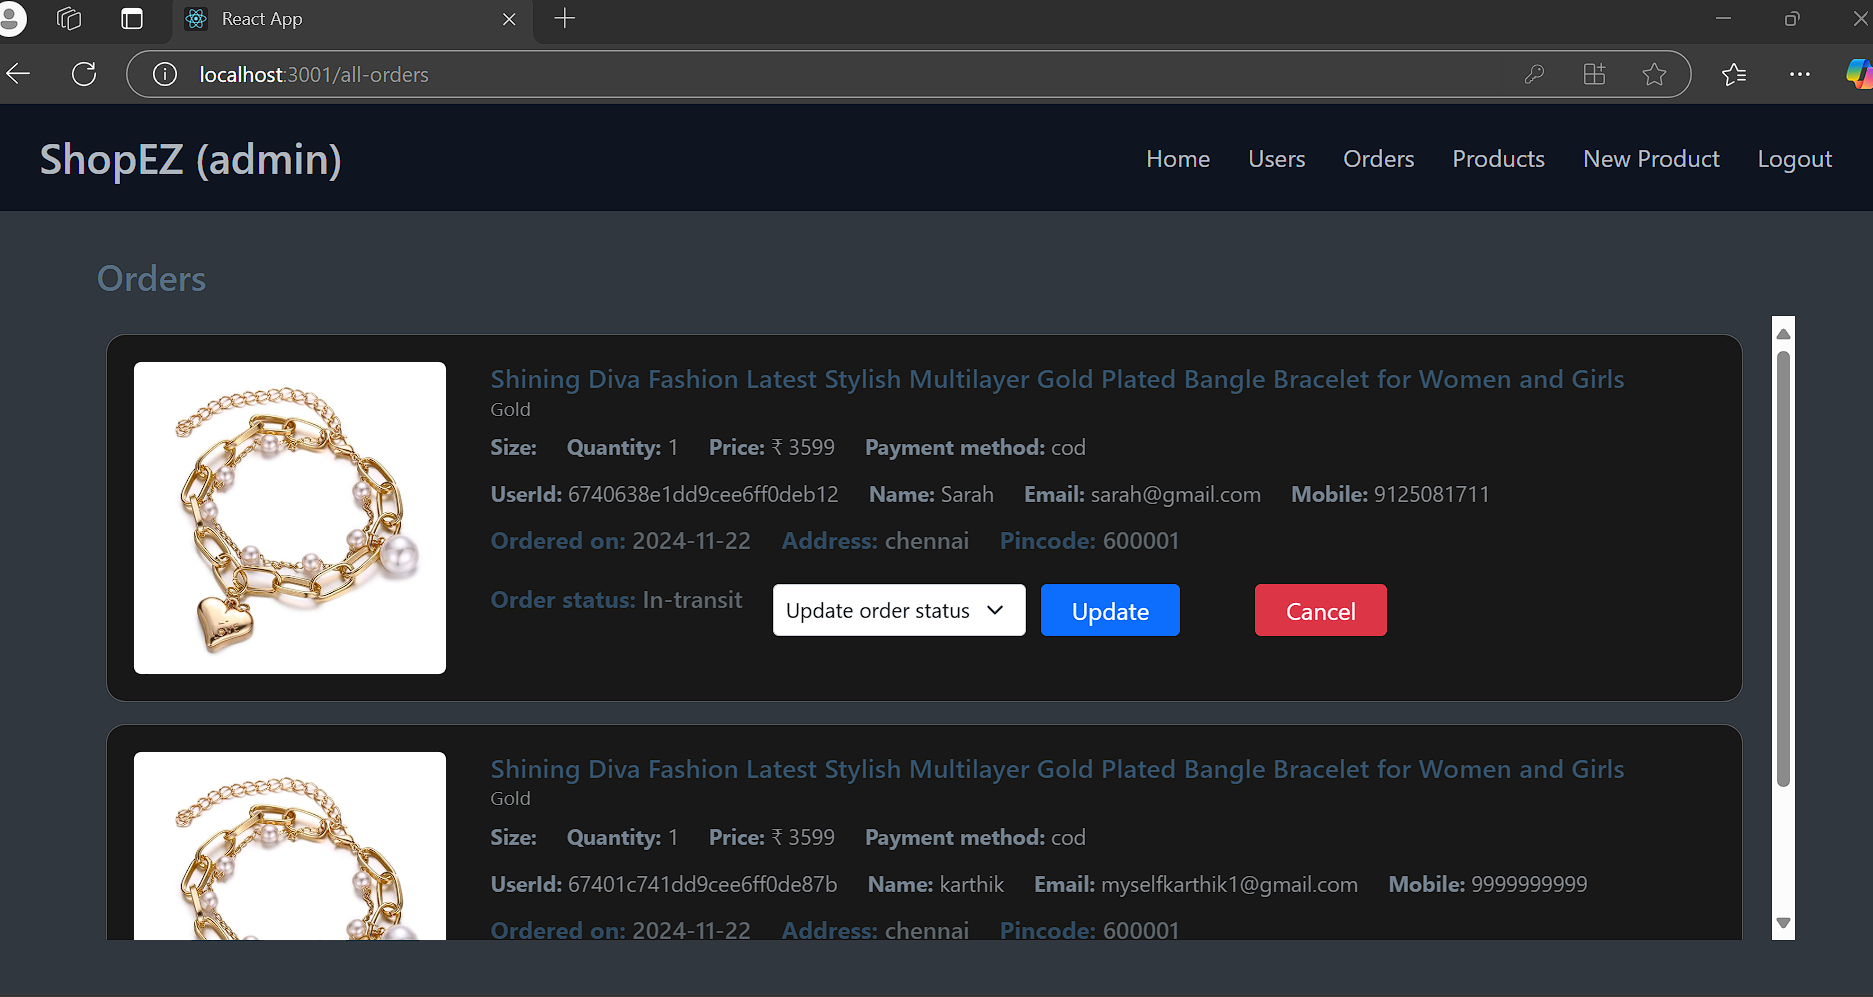 React App
localhost:3001/all-orders
ShopEZ (admin)
Home Users Orders Products New Product Logout
Orders
Shining Diva Fashion Latest Stylish Multilayer Gold Plated Bangle Bracelet for Women and Girls
Gold
Size: Quantity: 1 Price: ₹ 3599 Payment method: cod
UserId: 6740638e1dd9cee6ff0deb12 Name: Sarah Email: sarah@gmail.com Mobile: 9125081711
Ordered on: 2024-11-22 Address: chennai Pincode: 600001
Order status: In-transit Update order status Update Cancel
Shining Diva Fashion Latest Stylish Multilayer Gold Plated Bangle Bracelet for Women and Girls
Gold
Size: Quantity: 1 Price: ₹ 3599 Payment method: cod
UserId: 67401c741dd9cee6ff0de87b Name: karthik Email: myselfkarthik1@gmail.com Mobile: 9999999999
Ordered on: 2024-11-22 Address: chennai Pincode: 600001